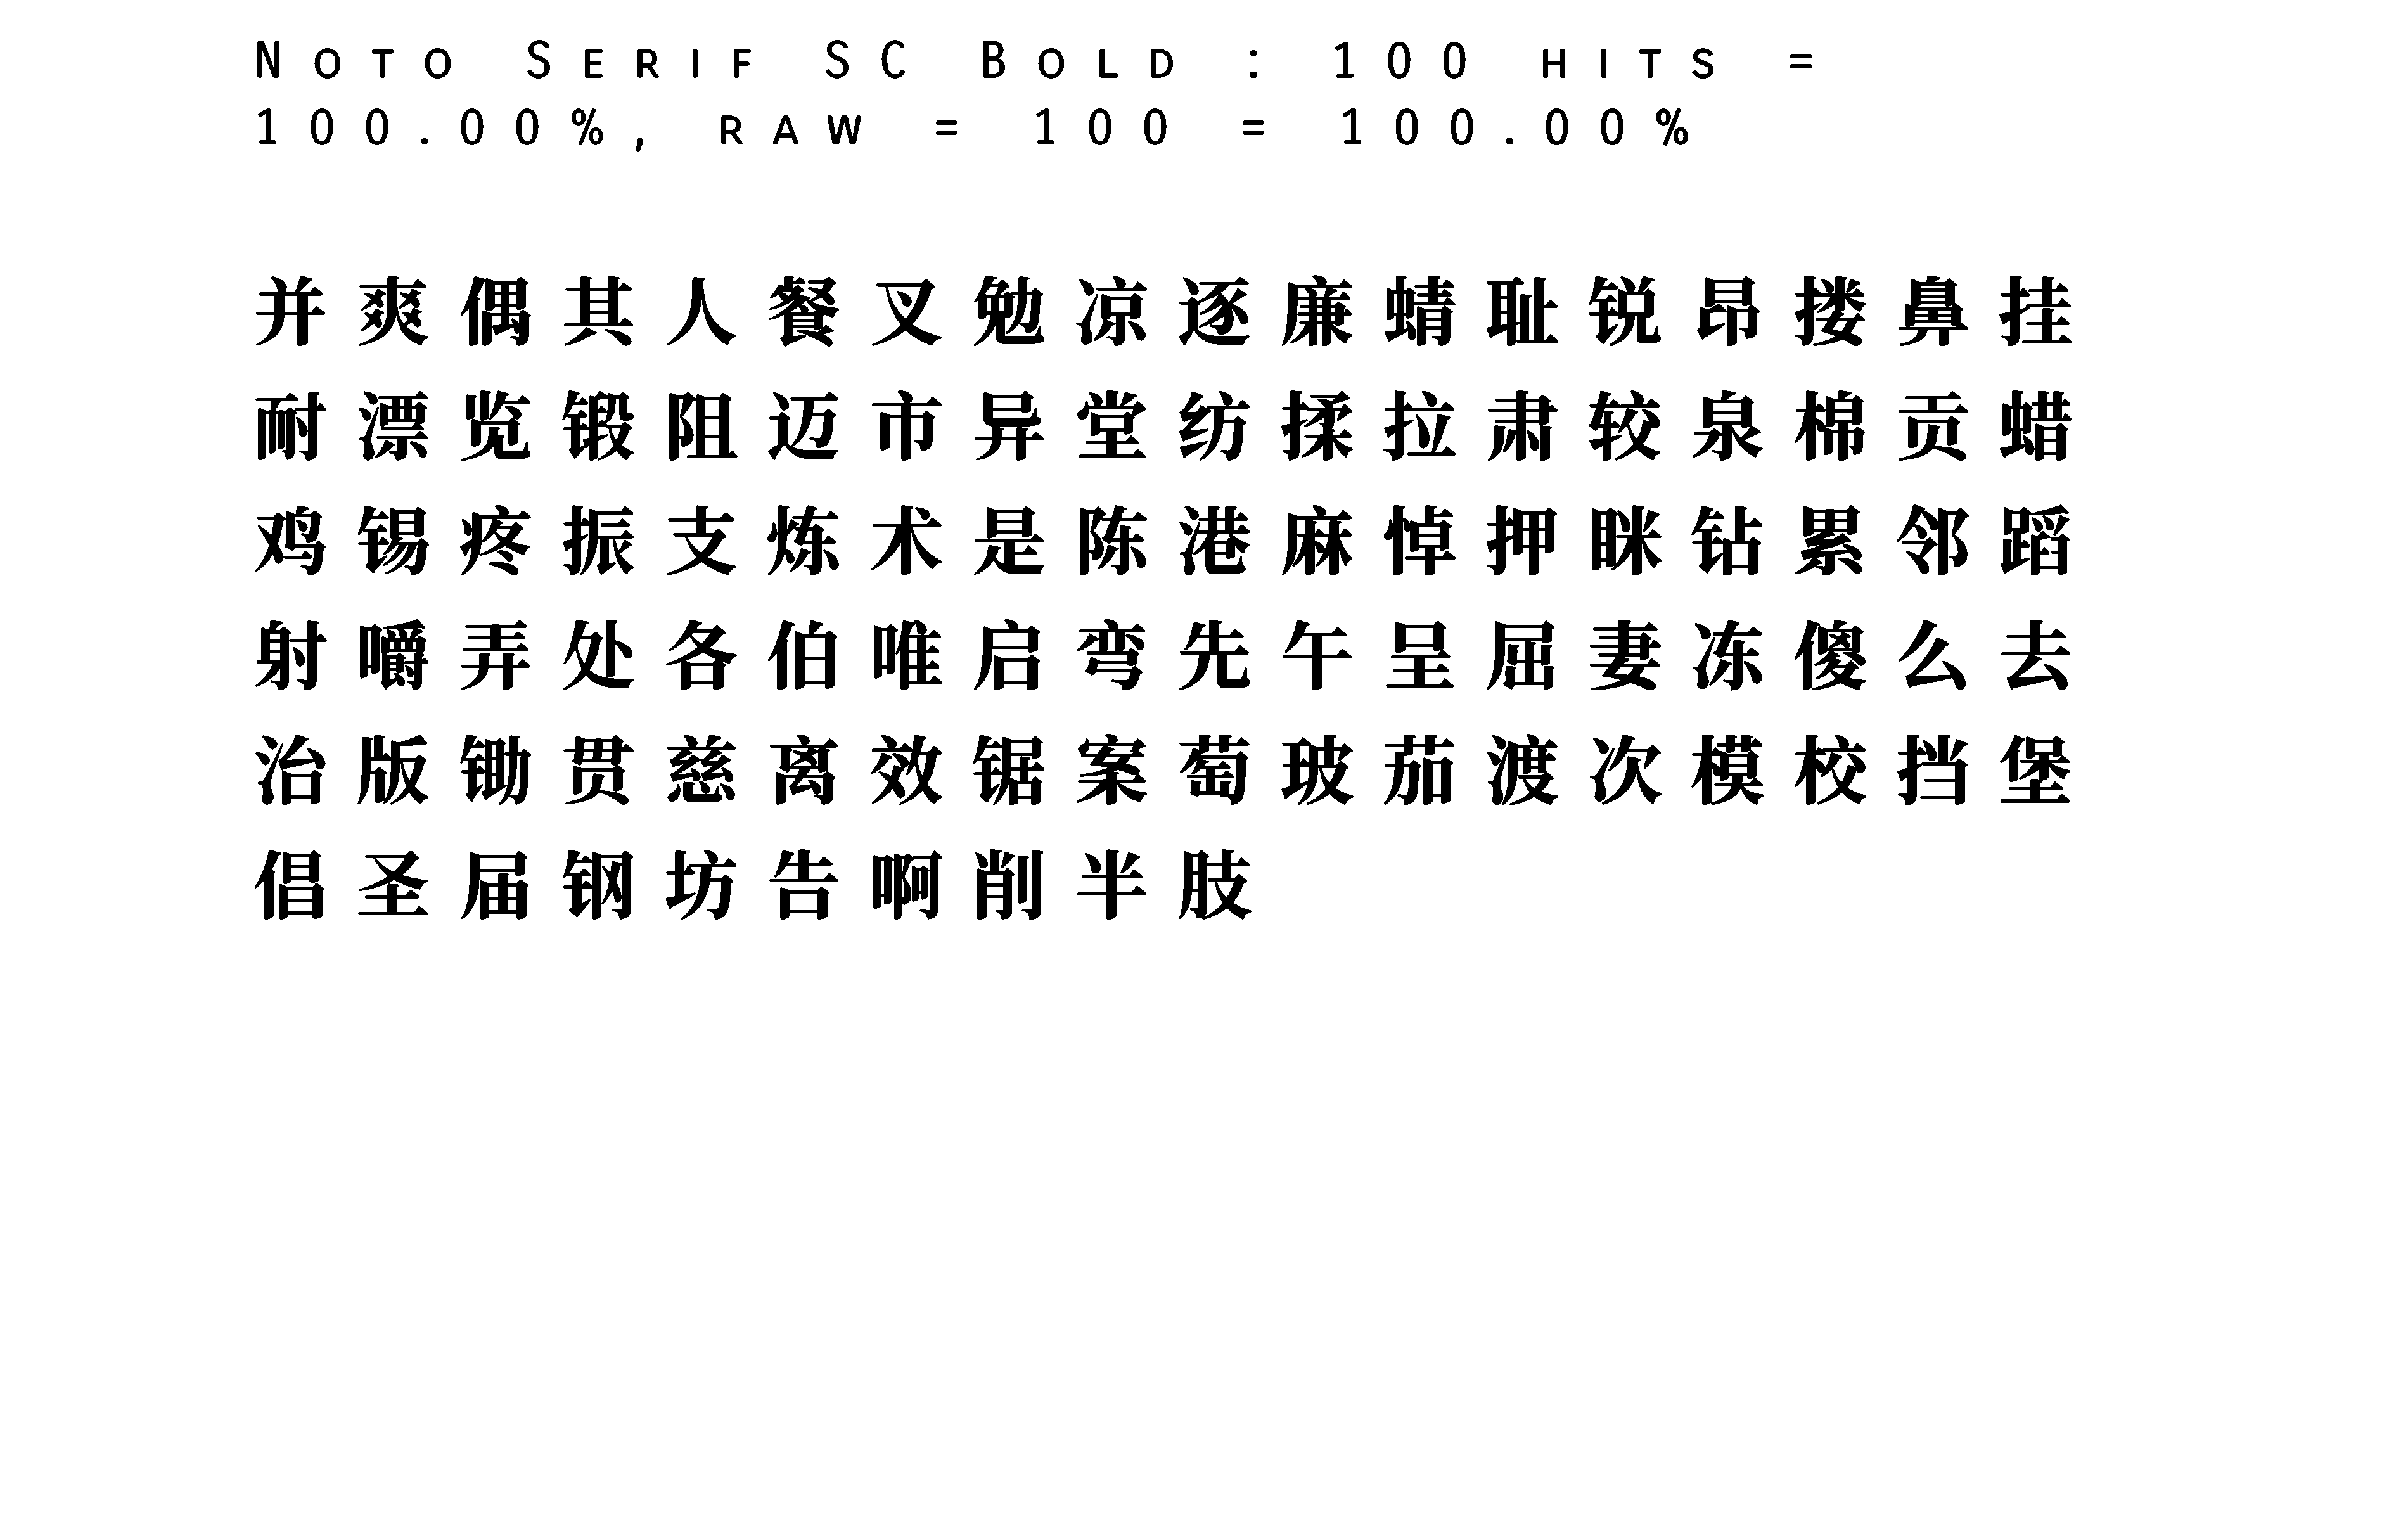 Noto Serif SC Bold : 100 hits =
100.00%, raw = 100 = 100.00%
并爽偶其人餐叉勉凉逐廉蜻耻锐昂搂鼻挂
耐漂览锻阻迈市异堂纺揉拉肃较泉棉贡蜡
鸡锡疼振支炼术是陈港麻悼押眯钻累邻蹈
射嚼弄处各伯唯启弯先午呈屈妻冻傻么去
治版锄贯慈离效锯案萄玻茄渡次模校挡堡
倡圣届钢坊告啊削半肢